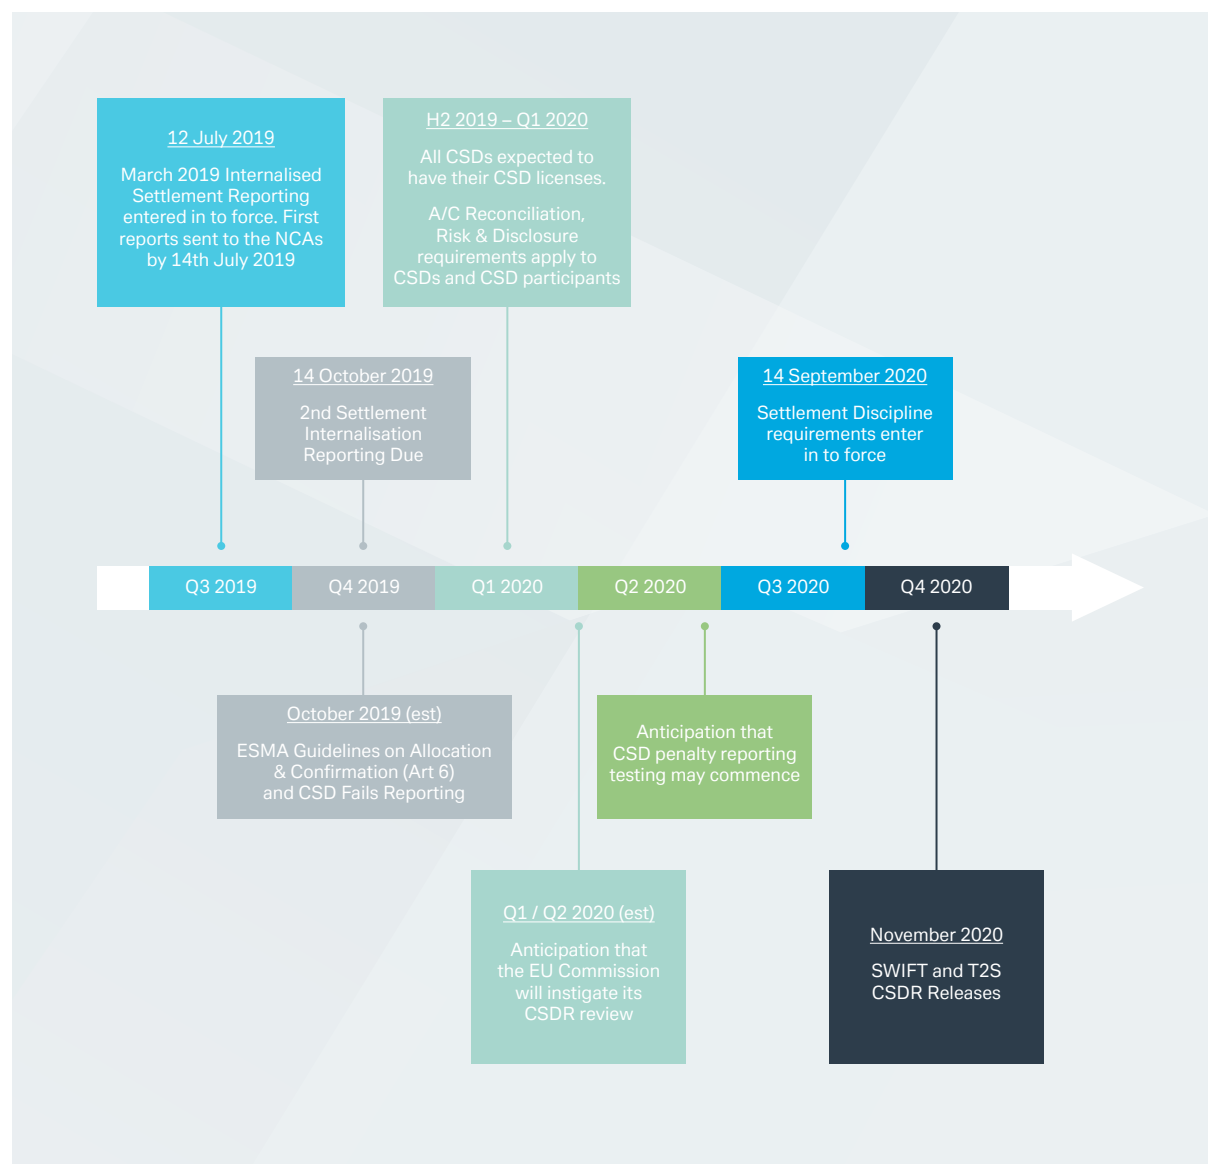 12 July 2019
March 2019 Internalised
Settlement Reporting
entered in to force. First
reports sent to the NCAs
by 14th July 2019
H2 2019 – Q1 2020
All CSDs expected to
have their CSD licenses.
A/C Reconciliation,
Risk & Disclosure
requirements apply to
CSDs and CSD participants
14 October 2019
2nd Settlement
Internalisation
Reporting Due
14 September 2020
Settlement Discipline
requirements enter
in to force
Q3 2019
Q4 2019
Q1 2020
Q2 2020
Q3 2020
Q4 2020
October 2019 (est)
ESMA Guidelines on Allocation
& Confirmation (Art 6)
and CSD Fails Reporting
Anticipation that
CSD penalty reporting
testing may commence
Q1 / Q2 2020 (est)
Anticipation that
the EU Commission
will instigate its
CSDR review
November 2020
SWIFT and T2S
CSDR Releases